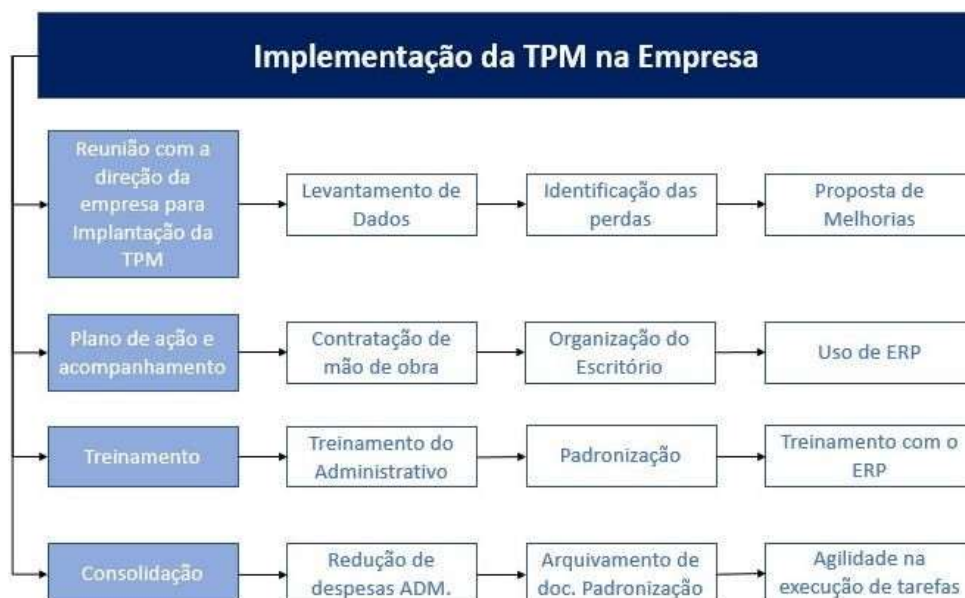 Implementação da TPM na Empresa
Reunião com a
direção da
empresa para
Implantação da
TPM
Levantamento de
Dados
Identificação das
perdas
Proposta de
Melhorias
Plano de ação e
acompanhamento
Contratação de
mão de obra
Organização do
Escritório
Uso de ERP
Treinamento
Treinamento do
Administrativo
Padronização
Treinamento com o
ERP
Consolidação
Redução de
despesas ADM.
Arquivamento de
doc. Padronização
Agilidade na
execução de tarefas